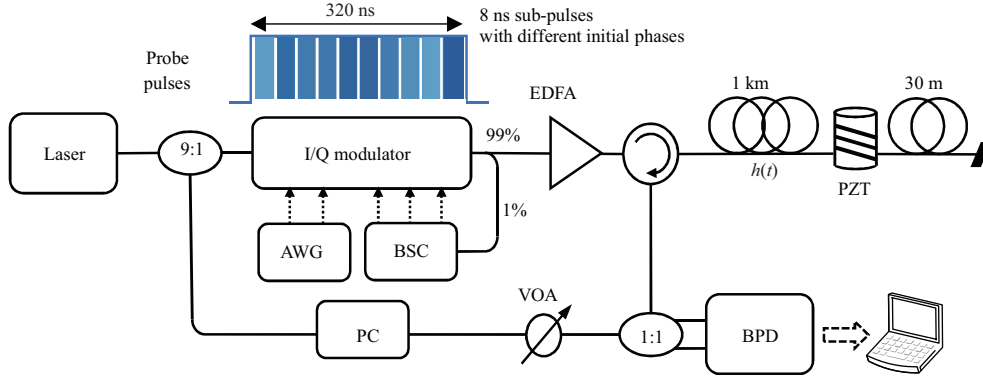 320 ns
8 ns sub-pulses
with different initial phases
Probe
pulses
EDFA
1 km
30 m
Laser
9:1
I/Q modulator
99%
h(t)
PZT
1%
AWG
BSC
VOA
PC
1:1
BPD